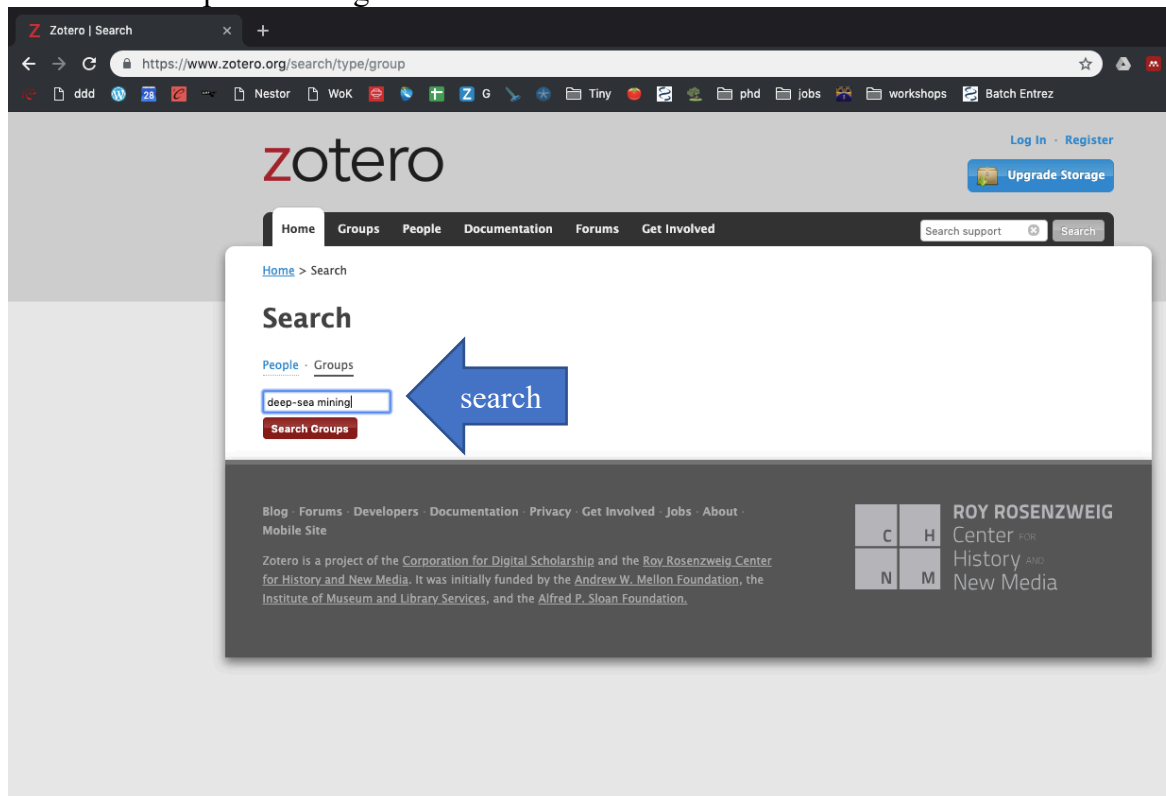 Zotero | Search
https://www.zotero.org/search/type/group
ddd 28 Nestor WoK Z G Tiny phd jobs workshops Batch Entrez
Log In · Register
zotero
Upgrade Storage
Home Groups People Documentation Forums Get Involved
Search support Search
Home > Search
Search
People · Groups
deep-sea mining
search
Search Groups
Blog · Forums · Developers · Documentation · Privacy · Get Involved · Jobs · About ·
Mobile Site
Zotero is a project of the Corporation for Digital Scholarship and the Roy Rosenzweig Center
for History and New Media. It was initially funded by the Andrew W. Mellon Foundation, the
Institute of Museum and Library Services, and the Alfred P. Sloan Foundation.
C H
N M
ROY ROSENZWEIG
Center FOR
History AND
New Media